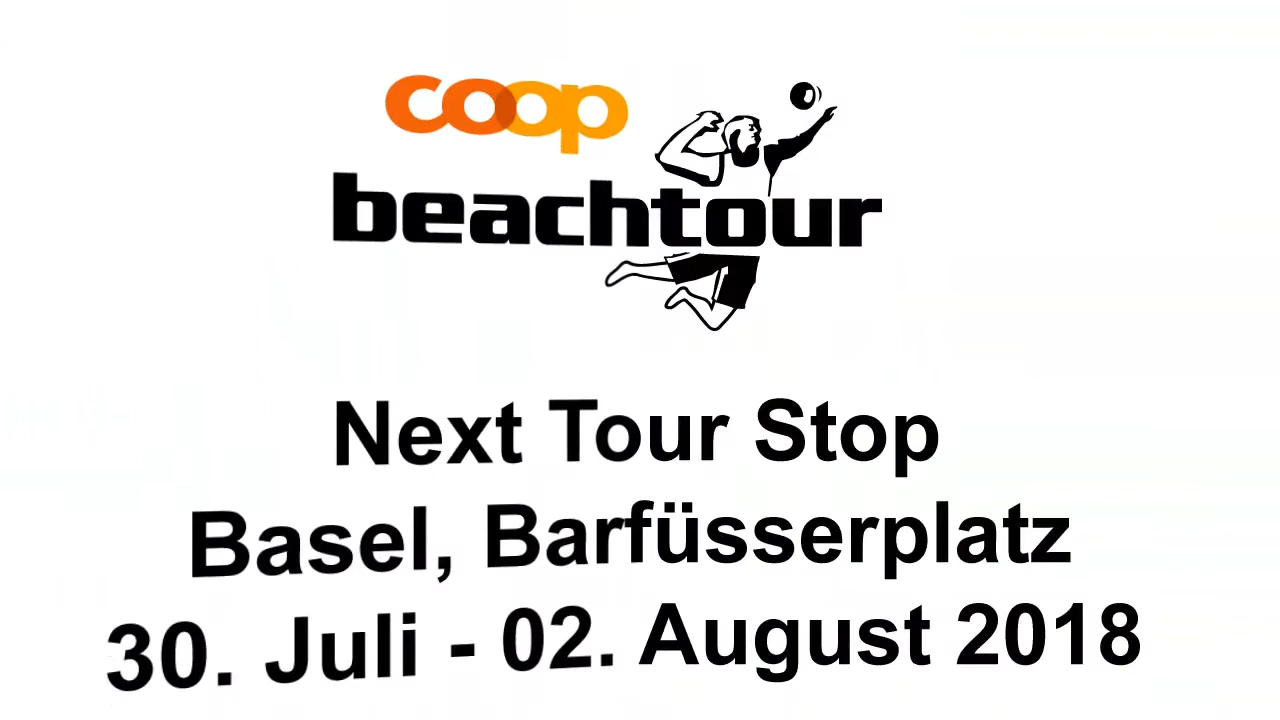 coop
beachtour
Next Tour Stop
Basel, Barfüsserplatz
30. Juli - 02. August 2018